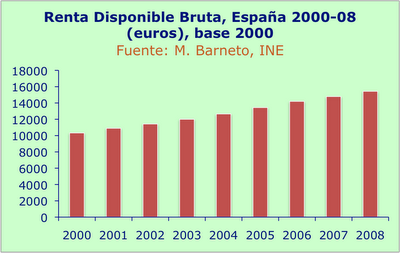 Renta Disponible Bruta, España 2000-08
(euros), base 2000
Fuente: M. Barneto, INE
18000
16000
14000
12000
10000
8000
6000
4000
2000
0
2000 2001 2002 2003 2004 2005 2006 2007 2008